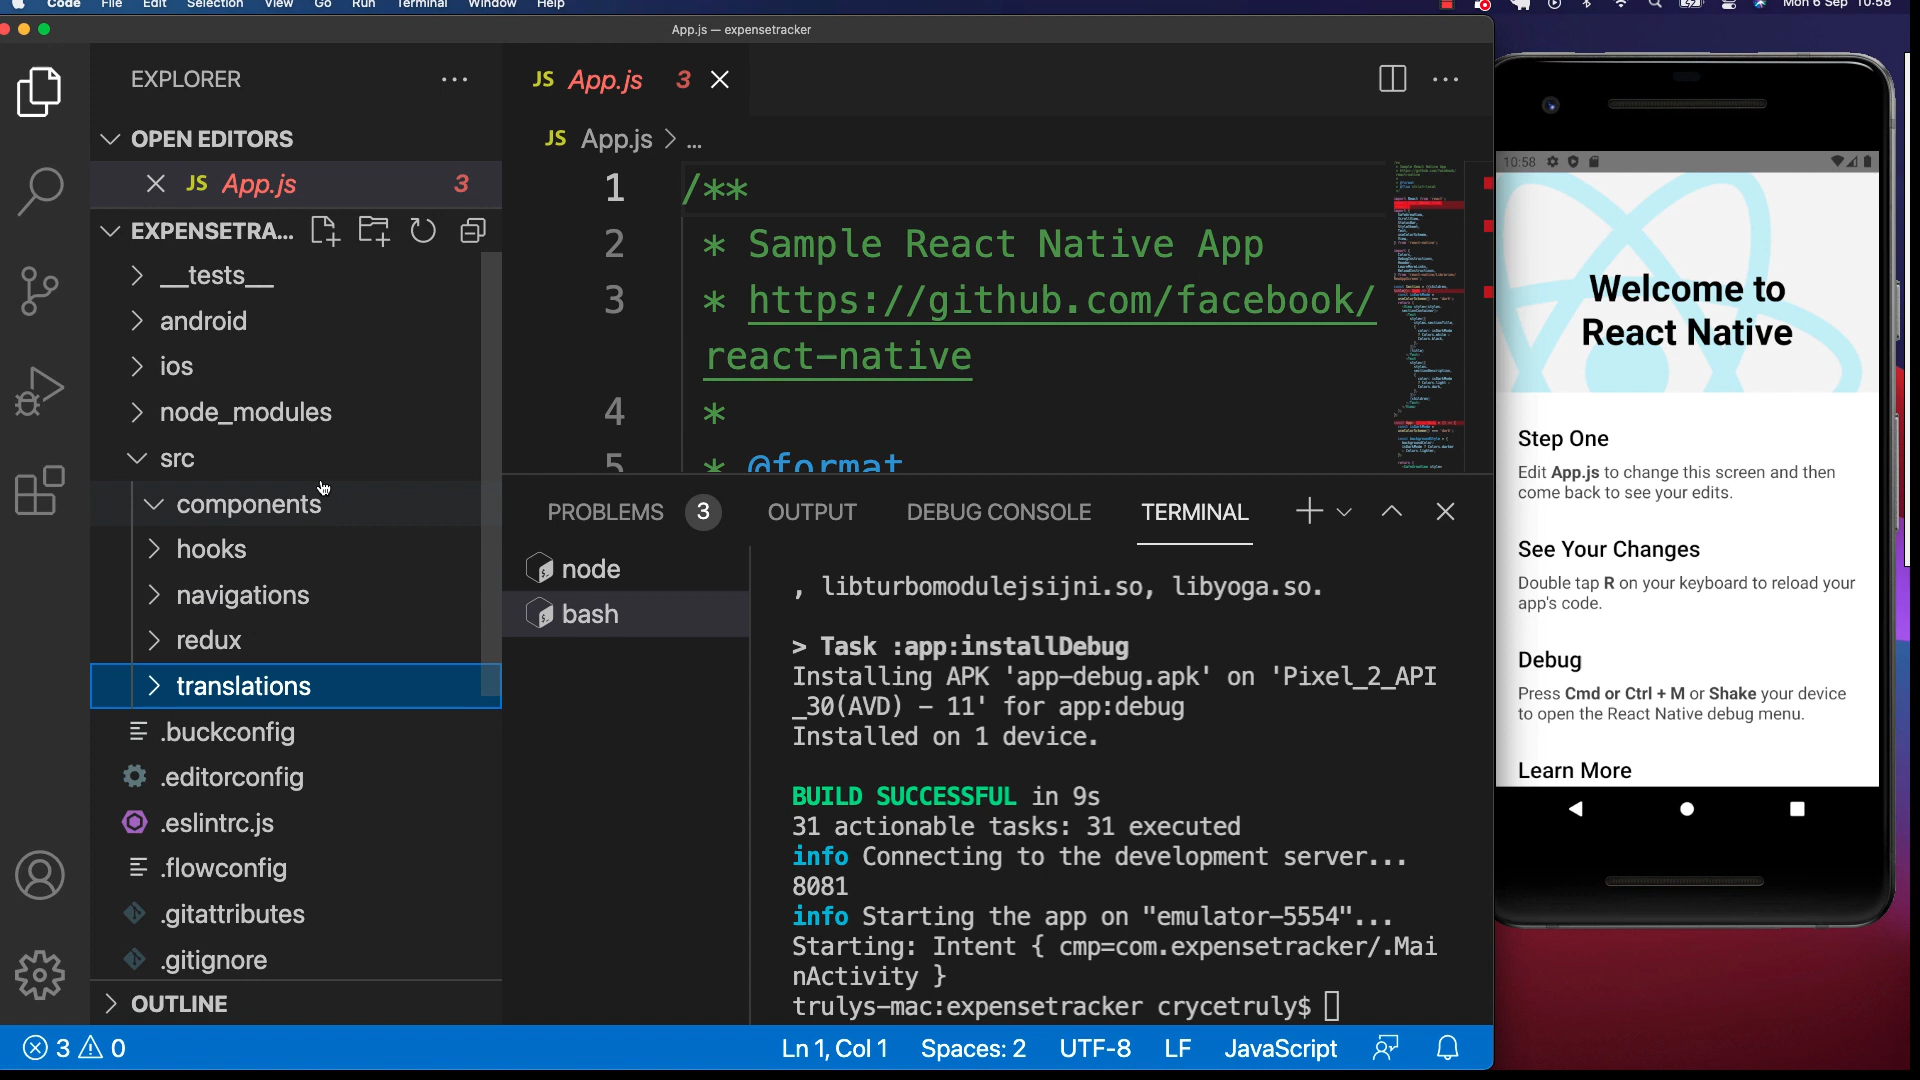 Code File Edit Selection View Go Run Terminal Window Help
Mon 6 Sep 10:58
App.js — expensetracker
EXPLORER
OPEN EDITORS
JS App.js 3
EXPENSETRA...
__tests__
android
ios
node_modules
src
components
hooks
navigations
redux
translations
.buckconfig
.editorconfig
.eslintrc.js
.flowconfig
.gitattributes
.gitignore
OUTLINE
JS App.js 3
JS App.js > ...
1 /**
2 * Sample React Native App
3 * https://github.com/facebook/
react-native
4 *
5 * @format
PROBLEMS 3 OUTPUT DEBUG CONSOLE TERMINAL
node
bash
, libturbomodulejsijni.so, libyoga.so.
> Task :app:installDebug
Installing APK 'app-debug.apk' on 'Pixel_2_API
_30(AVD) - 11' for app:debug
Installed on 1 device.
BUILD SUCCESSFUL in 9s
31 actionable tasks: 31 executed
info Connecting to the development server...
8081
info Starting the app on "emulator-5554"...
Starting: Intent { cmp=com.expensetracker/.Mai
nActivity }
trulys-mac:expensetracker crycetruly$
3 0
Ln 1, Col 1 Spaces: 2 UTF-8 LF JavaScript
10:58
Welcome to
React Native
Step One
Edit App.js to change this screen and then
come back to see your edits.
See Your Changes
Double tap R on your keyboard to reload your
app's code.
Debug
Press Cmd or Ctrl + M or Shake your device
to open the React Native debug menu.
Learn More